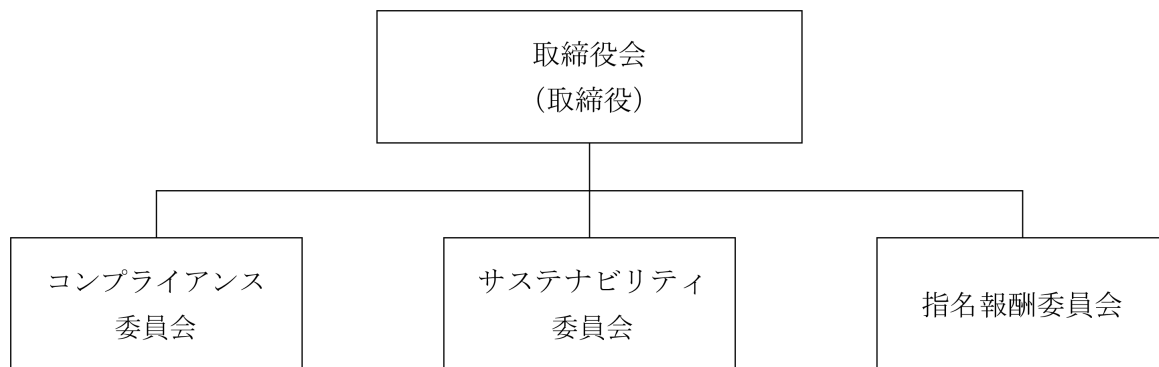 取締役会
（取締役）
コンプライアンス
委員会
サステナビリティ
委員会
指名報酬委員会